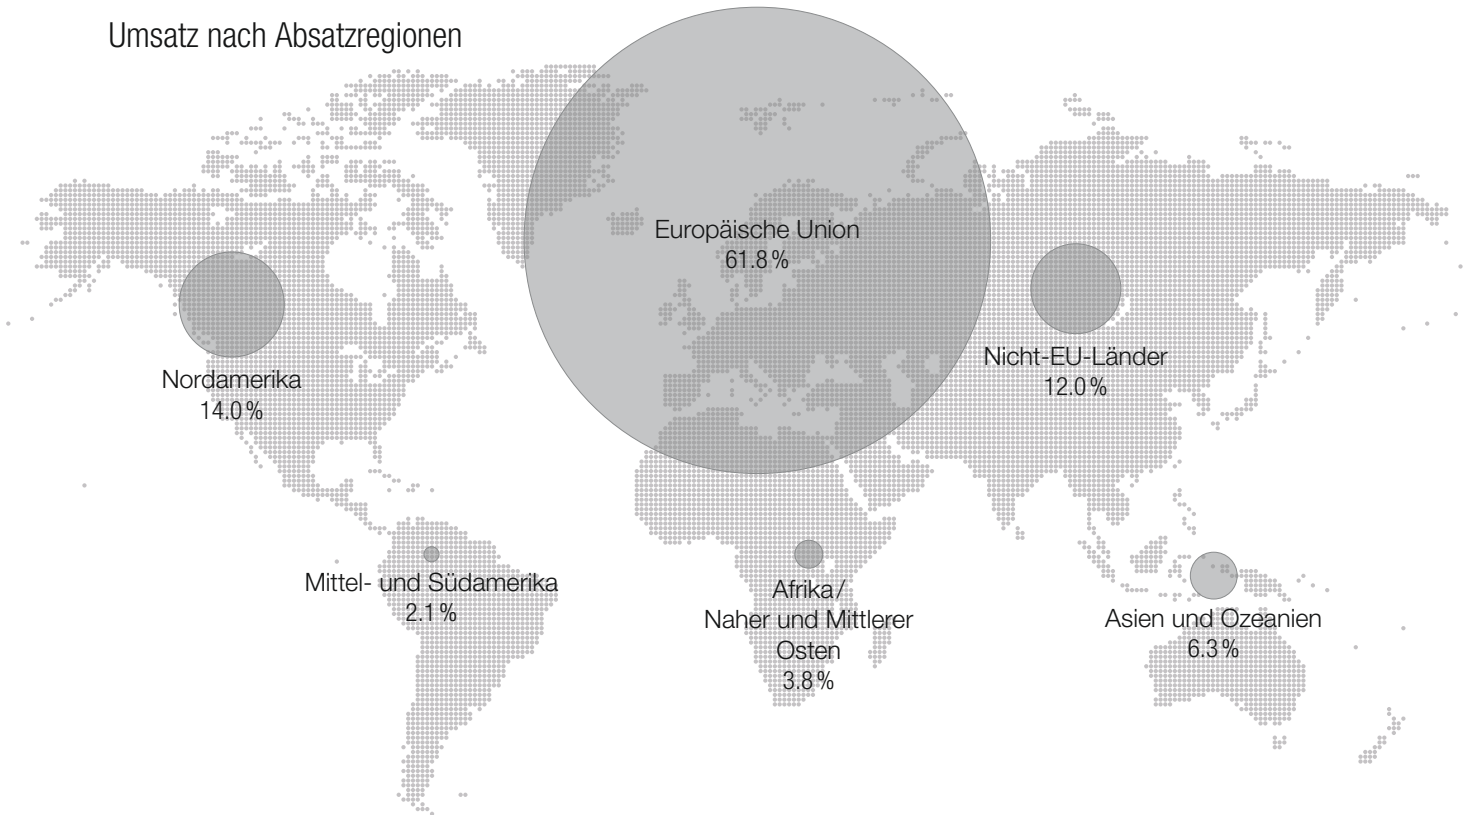 Umsatz nach Absatzregionen
Europäische Union
61.8 %
Nicht-EU-Länder
12.0 %
Nordamerika
14.0 %
Mittel- und Südamerika
2.1 %
Afrika/
Naher und Mittlerer
Osten
3.8 %
Asien und Ozeanien
6.3 %